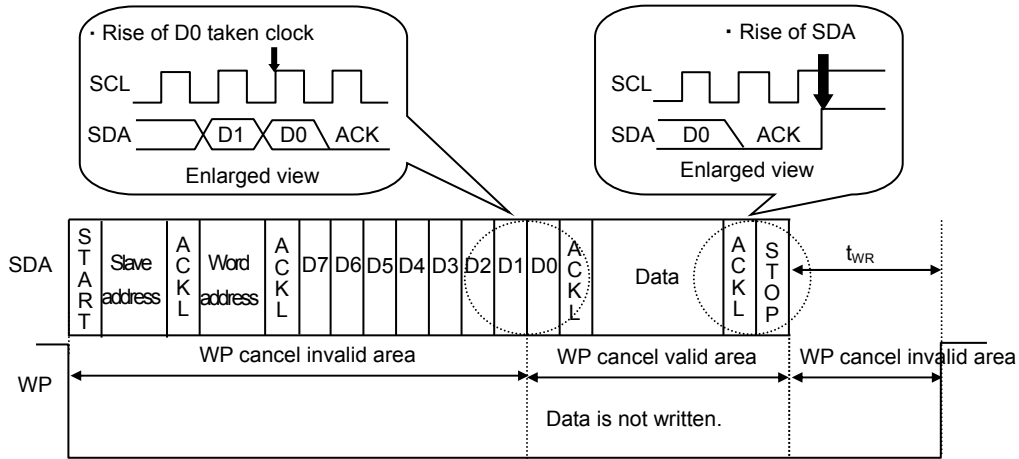 ・Rise of D0 taken clock
SCL
SDA
D1
D0
ACK
Enlarged view
・Rise of SDA
SCL
SDA
D0
ACK
Enlarged view
SDA
START
Slave address
ACKL
Word address
ACKL
D7
D6
D5
D4
D3
D2
D1
D0
ACKL
Data
ACKL
STOP
tWR
WP
WP cancel invalid area
WP cancel valid area
WP cancel invalid area
Data is not written.